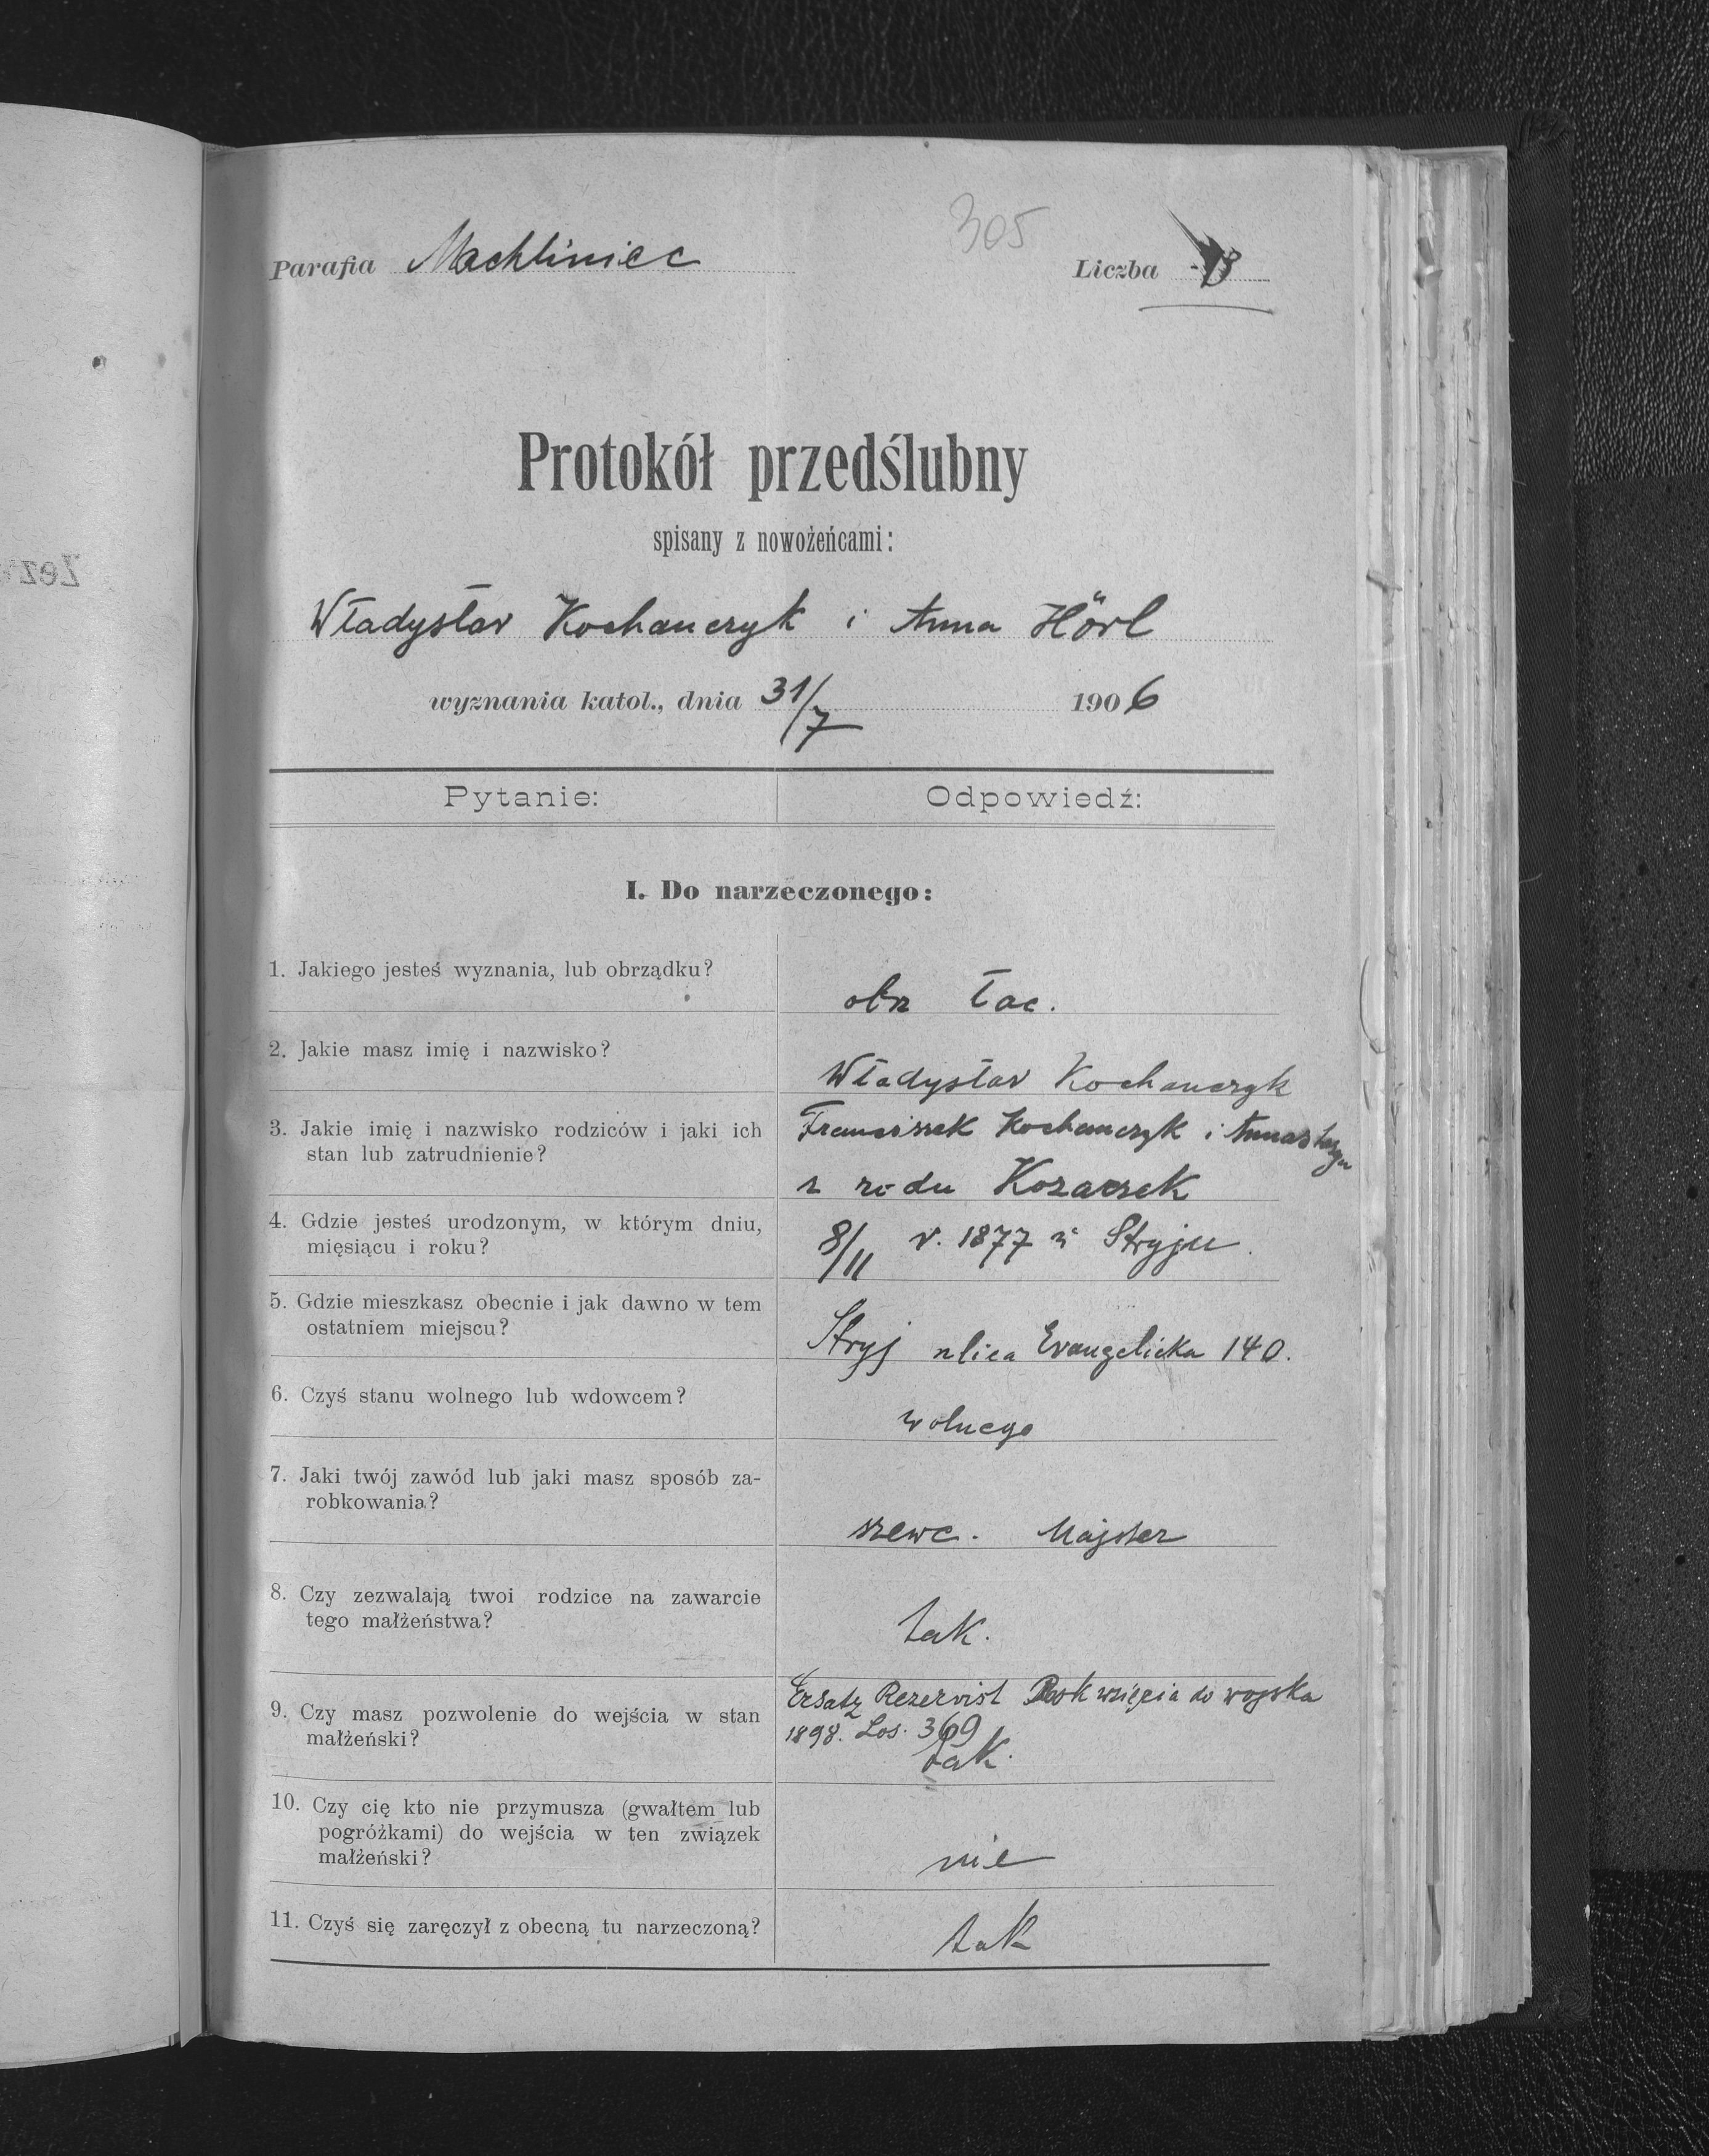 305
Parafia Machliniec
Liczba
Protokół przedślubny
spisany z nowożeńcami:
Władysłav Kochanczyk i Anna Hörl
wyznania katol., dnia 31/7 1906
Pytanie: Odpowiedź:
I. Do narzeczonego:
1. Jakiego jesteś wyznania, lub obrządku?
obrz łac.
2. Jakie masz imię i nazwisko?
Władysłav Kochanczyk
3. Jakie imię i nazwisko rodziców i jaki ich
stan lub zatrudnienie?
Franciszek Kochanczyk i
z rodu Kozaczek
4. Gdzie jesteś urodzonym, w którym dniu,
mięsiącu i roku?
8/11 r. 1877 w Stryju.
5. Gdzie mieszkasz obecnie i jak dawno w tem
ostatniem miejscu?
Stryj ulica Evangelicka 140.
6. Czyś stanu wolnego lub wdowcem?
wolnego
7. Jaki twój zawód lub jaki masz sposób za-
robkowania?
szewc. Majster
8. Czy zezwalają twoi rodzice na zawarcie
tego małżeństwa?
tak.
9. Czy masz pozwolenie do wejścia w stan
małżeński?
Ersatz Rezervist Rok wzięcia do wojska
1898. Los. 369
tak.
10. Czy cię kto nie przymusza (gwałtem lub
pogróżkami) do wejścia w ten związek
małżeński?
nie
11. Czyś się zaręczył z obecną tu narzeczoną?
tak